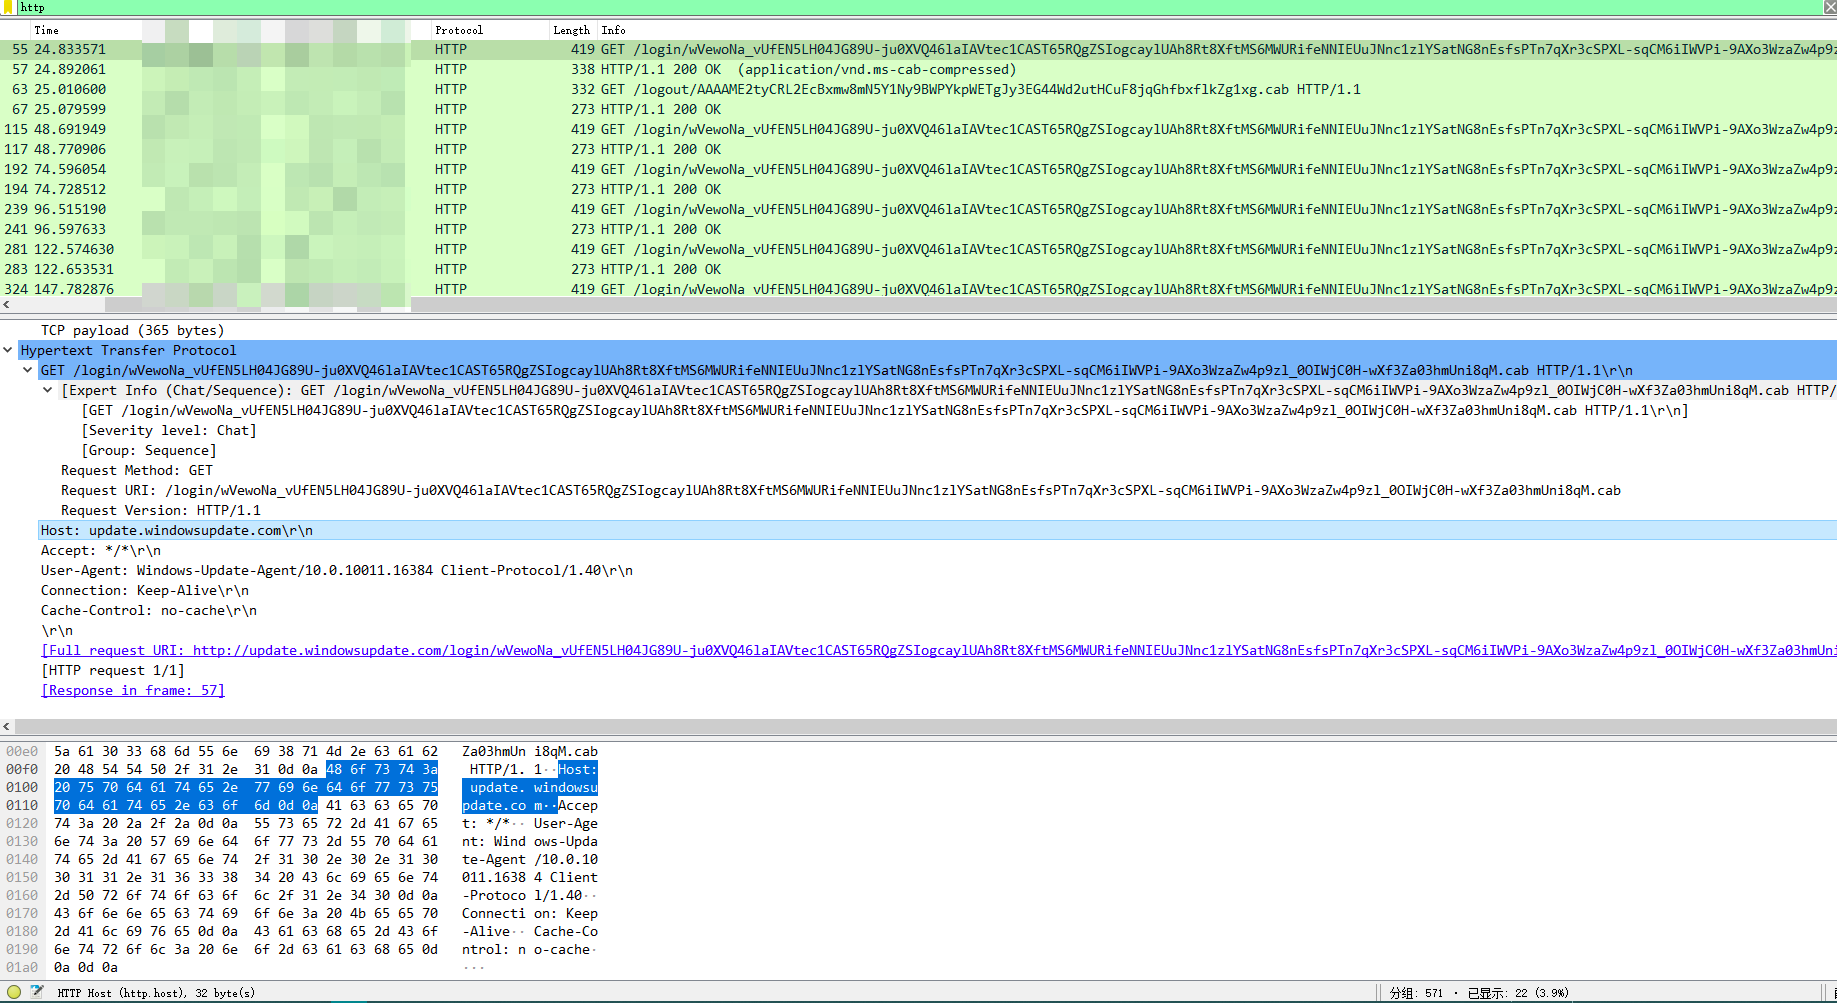 http
Time Protocol Length Info
55 24.833571 HTTP 419 GET /login/wVewoNa_vUfEN5LH04JG89U-ju0XVQ46laIAVtec1CAST65RQgZSIogcaylUAh8Rt8XftMS6MWURifeNNIEUuJNnc1zlYSatNG8nEsfsPTn7qXr3cSPXL-sqCM6iIWVPi-9AXo3WzaZw4p9z
57 24.892061 HTTP 338 HTTP/1.1 200 OK (application/vnd.ms-cab-compressed)
63 25.010600 HTTP 332 GET /logout/AAAAME2tyCRL2EcBxmw8mN5Y1Ny9BWPYkpWETgJy3EG44Wd2utHCuF8jqGhfbxflkZg1xg.cab HTTP/1.1
67 25.079599 HTTP 273 HTTP/1.1 200 OK
115 48.691949 HTTP 419 GET /login/wVewoNa_vUfEN5LH04JG89U-ju0XVQ46laIAVtec1CAST65RQgZSIogcaylUAh8Rt8XftMS6MWURifeNNIEUuJNnc1zlYSatNG8nEsfsPTn7qXr3cSPXL-sqCM6iIWVPi-9AXo3WzaZw4p9z
117 48.770906 HTTP 273 HTTP/1.1 200 OK
192 74.596054 HTTP 419 GET /login/wVewoNa_vUfEN5LH04JG89U-ju0XVQ46laIAVtec1CAST65RQgZSIogcaylUAh8Rt8XftMS6MWURifeNNIEUuJNnc1zlYSatNG8nEsfsPTn7qXr3cSPXL-sqCM6iIWVPi-9AXo3WzaZw4p9z
194 74.728512 HTTP 273 HTTP/1.1 200 OK
239 96.515190 HTTP 419 GET /login/wVewoNa_vUfEN5LH04JG89U-ju0XVQ46laIAVtec1CAST65RQgZSIogcaylUAh8Rt8XftMS6MWURifeNNIEUuJNnc1zlYSatNG8nEsfsPTn7qXr3cSPXL-sqCM6iIWVPi-9AXo3WzaZw4p9z
241 96.597633 HTTP 273 HTTP/1.1 200 OK
281 122.574630 HTTP 419 GET /login/wVewoNa_vUfEN5LH04JG89U-ju0XVQ46laIAVtec1CAST65RQgZSIogcaylUAh8Rt8XftMS6MWURifeNNIEUuJNnc1zlYSatNG8nEsfsPTn7qXr3cSPXL-sqCM6iIWVPi-9AXo3WzaZw4p9z
283 122.653531 HTTP 273 HTTP/1.1 200 OK
324 147.782876 HTTP 419 GET /login/wVewoNa_vUfEN5LH04JG89U-ju0XVQ46laIAVtec1CAST65RQgZSIogcaylUAh8Rt8XftMS6MWURifeNNIEUuJNnc1zlYSatNG8nEsfsPTn7qXr3cSPXL-sqCM6iIWVPi-9AXo3WzaZw4p9z
TCP payload (365 bytes)
Hypertext Transfer Protocol
GET /login/wVewoNa_vUfEN5LH04JG89U-ju0XVQ46laIAVtec1CAST65RQgZSIogcaylUAh8Rt8XftMS6MWURifeNNIEUuJNnc1zlYSatNG8nEsfsPTn7qXr3cSPXL-sqCM6iIWVPi-9AXo3WzaZw4p9zl_0OIWjC0H-wXf3Za03hmUni8qM.cab HTTP/1.1\r\n
[Expert Info (Chat/Sequence): GET /login/wVewoNa_vUfEN5LH04JG89U-ju0XVQ46laIAVtec1CAST65RQgZSIogcaylUAh8Rt8XftMS6MWURifeNNIEUuJNnc1zlYSatNG8nEsfsPTn7qXr3cSPXL-sqCM6iIWVPi-9AXo3WzaZw4p9zl_0OIWjC0H-wXf3Za03hmUni8qM.cab HTTP/
[GET /login/wVewoNa_vUfEN5LH04JG89U-ju0XVQ46laIAVtec1CAST65RQgZSIogcaylUAh8Rt8XftMS6MWURifeNNIEUuJNnc1zlYSatNG8nEsfsPTn7qXr3cSPXL-sqCM6iIWVPi-9AXo3WzaZw4p9zl_0OIWjC0H-wXf3Za03hmUni8qM.cab HTTP/1.1\r\n]
[Severity level: Chat]
[Group: Sequence]
Request Method: GET
Request URI: /login/wVewoNa_vUfEN5LH04JG89U-ju0XVQ46laIAVtec1CAST65RQgZSIogcaylUAh8Rt8XftMS6MWURifeNNIEUuJNnc1zlYSatNG8nEsfsPTn7qXr3cSPXL-sqCM6iIWVPi-9AXo3WzaZw4p9zl_0OIWjC0H-wXf3Za03hmUni8qM.cab
Request Version: HTTP/1.1
Host: update.windowsupdate.com\r\n
Accept: */*\r\n
User-Agent: Windows-Update-Agent/10.0.10011.16384 Client-Protocol/1.40\r\n
Connection: Keep-Alive\r\n
Cache-Control: no-cache\r\n
\r\n
[Full request URI: http://update.windowsupdate.com/login/wVewoNa_vUfEN5LH04JG89U-ju0XVQ46laIAVtec1CAST65RQgZSIogcaylUAh8Rt8XftMS6MWURifeNNIEUuJNnc1zlYSatNG8nEsfsPTn7qXr3cSPXL-sqCM6iIWVPi-9AXo3WzaZw4p9zl_0OIWjC0H-wXf3Za03hmUni
[HTTP request 1/1]
[Response in frame: 57]
00e0 5a 61 30 33 68 6d 55 6e 69 38 71 4d 2e 63 61 62 Za03hmUn i8qM.cab
00f0 20 48 54 54 50 2f 31 2e 31 0d 0a 48 6f 73 74 3a HTTP/1. 1··Host:
0100 20 75 70 64 61 74 65 2e 77 69 6e 64 6f 77 73 75 update. windowsu
0110 70 64 61 74 65 2e 63 6f 6d 0d 0a 41 63 63 65 70 pdate.co m··Accep
0120 74 3a 20 2a 2f 2a 0d 0a 55 73 65 72 2d 41 67 65 t: */*·· User-Age
0130 6e 74 3a 20 57 69 6e 64 6f 77 73 2d 55 70 64 61 nt: Wind ows-Upda
0140 74 65 2d 41 67 65 6e 74 2f 31 30 2e 30 2e 31 30 te-Agent /10.0.10
0150 30 31 31 2e 31 36 33 38 34 20 43 6c 69 65 6e 74 011.1638 4 Client
0160 2d 50 72 6f 74 6f 63 6f 6c 2f 31 2e 34 30 0d 0a -Protoco l/1.40··
0170 43 6f 6e 6e 65 63 74 69 6f 6e 3a 20 4b 65 65 70 Connecti on: Keep
0180 2d 41 6c 69 76 65 0d 0a 43 61 63 68 65 2d 43 6f -Alive·· Cache-Co
0190 6e 74 72 6f 6c 3a 20 6e 6f 2d 63 61 63 68 65 0d ntrol: n o-cache·
01a0 0a 0d 0a ···
HTTP Host (http.host), 32 byte(s) 分组: 571 · 已显示: 22 (3.9%)